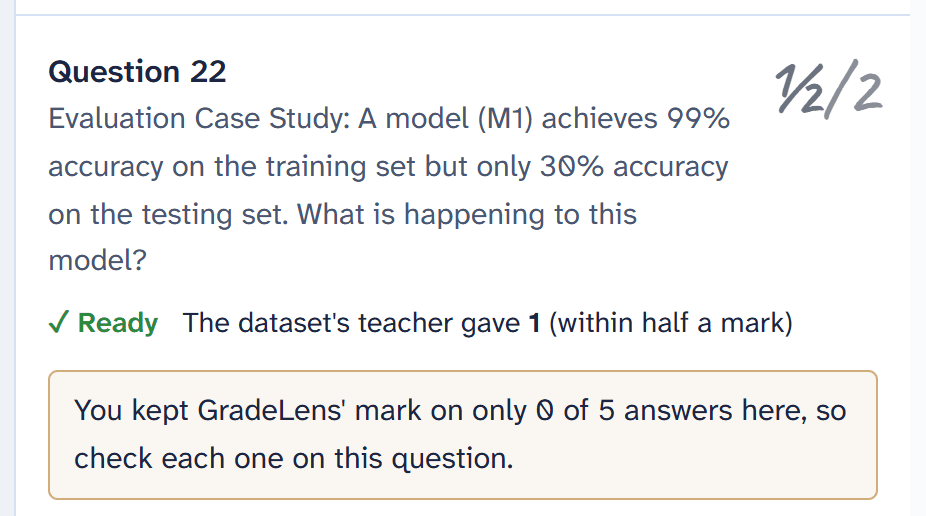 Question 22
½/2
Evaluation Case Study: A model (M1) achieves 99%
accuracy on the training set but only 30% accuracy
on the testing set. What is happening to this
model?
✓ Ready The dataset's teacher gave 1 (within half a mark)
You kept GradeLens' mark on only 0 of 5 answers here, so
check each one on this question.